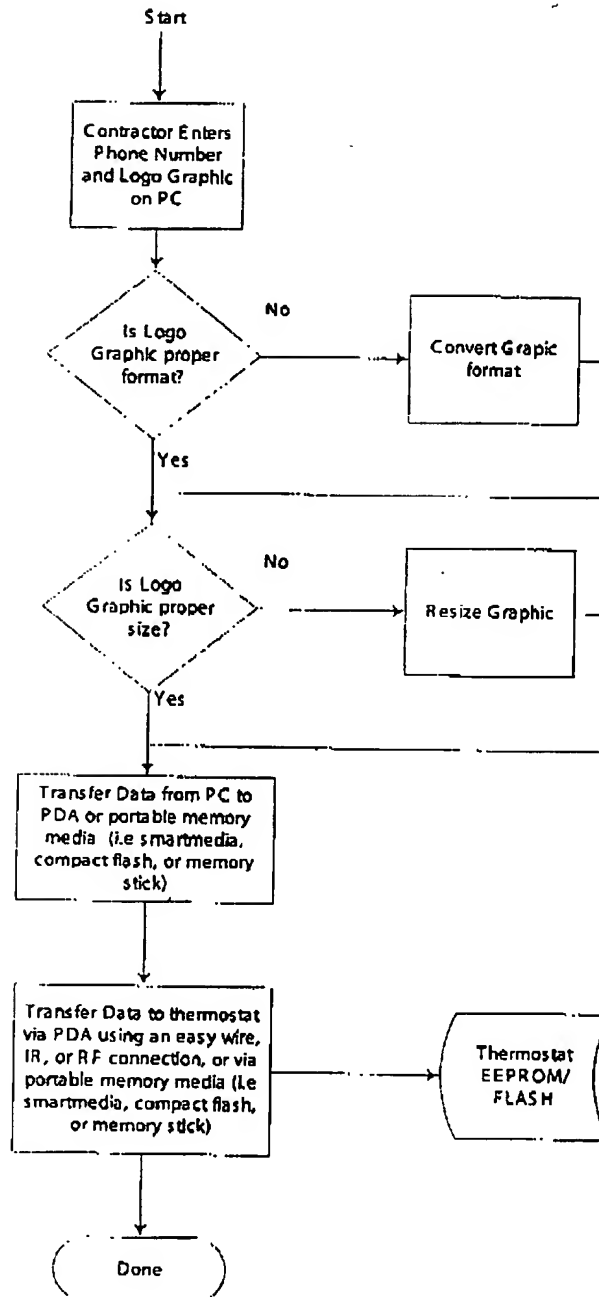 Start
Contractor Enters
Phone Number
and Logo Graphic
on PC
No
Is Logo
Graphic proper
format?
Convert Grapic
format
Yes
No
Is Logo
Graphic proper
size?
Resize Graphic
Yes
Transfer Data from PC to
PDA or portable memory
media (i.e smartmedia,
compact flash, or memory
stick)
Transfer Data to thermostat
via PDA using an easy wire,
IR, or RF connection, or via
portable memory media (i.e
smartmedia, compact flash,
or memory stick)
Thermostat
EEPROM/
FLASH
Done